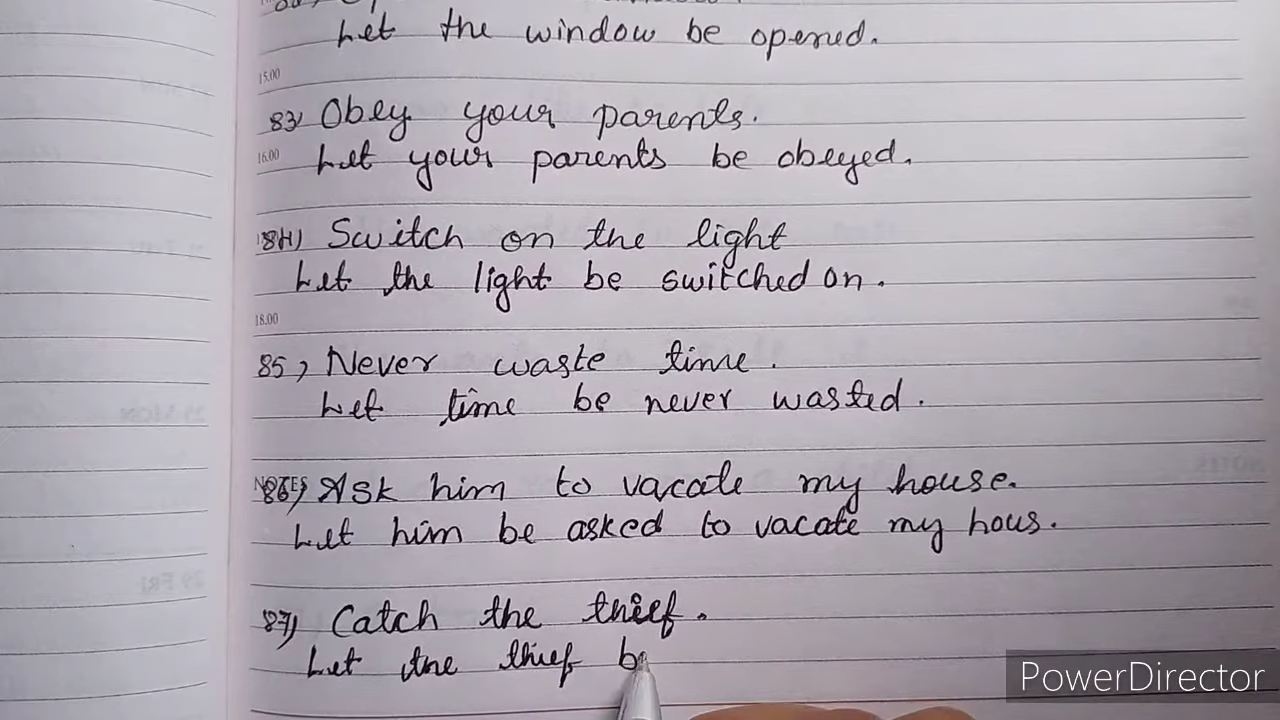 Let the window be opened.
15.00
83) Obey your parents.
16.00 Let your parents be obeyed.
84) Switch on the light
Let the light be switched on.
18.00
85) Never waste time.
Let time be never wasted.
NOTES 86) Ask him to vacate my house.
Let him be asked to vacate my hous.
87) Catch the thief.
Let the thief b
PowerDirector